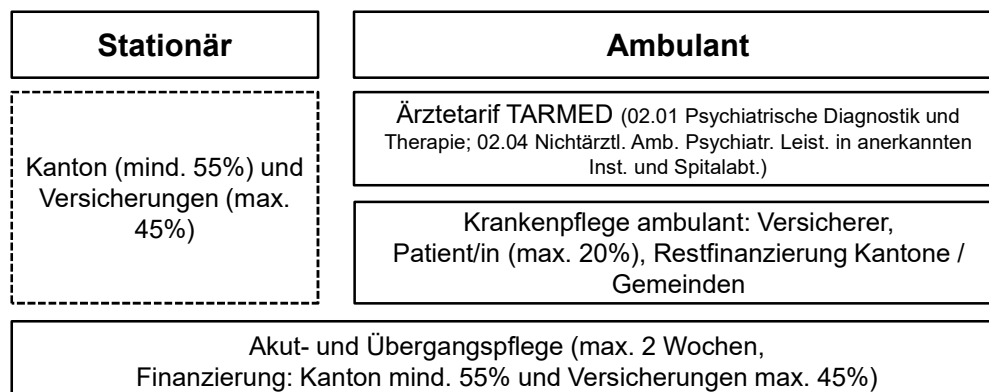 Stationär
Ambulant
Kanton (mind. 55%) und
Versicherungen (max.
45%)
Ärztetarif TARMED (02.01 Psychiatrische Diagnostik und
Therapie; 02.04 Nichtärztl. Amb. Psychiatr. Leist. in anerkannten
Inst. und Spitalabt.)
Krankenpflege ambulant: Versicherer,
Patient/in (max. 20%), Restfinanzierung Kantone /
Gemeinden
Akut- und Übergangspflege (max. 2 Wochen,
Finanzierung: Kanton mind. 55% und Versicherungen max. 45%)